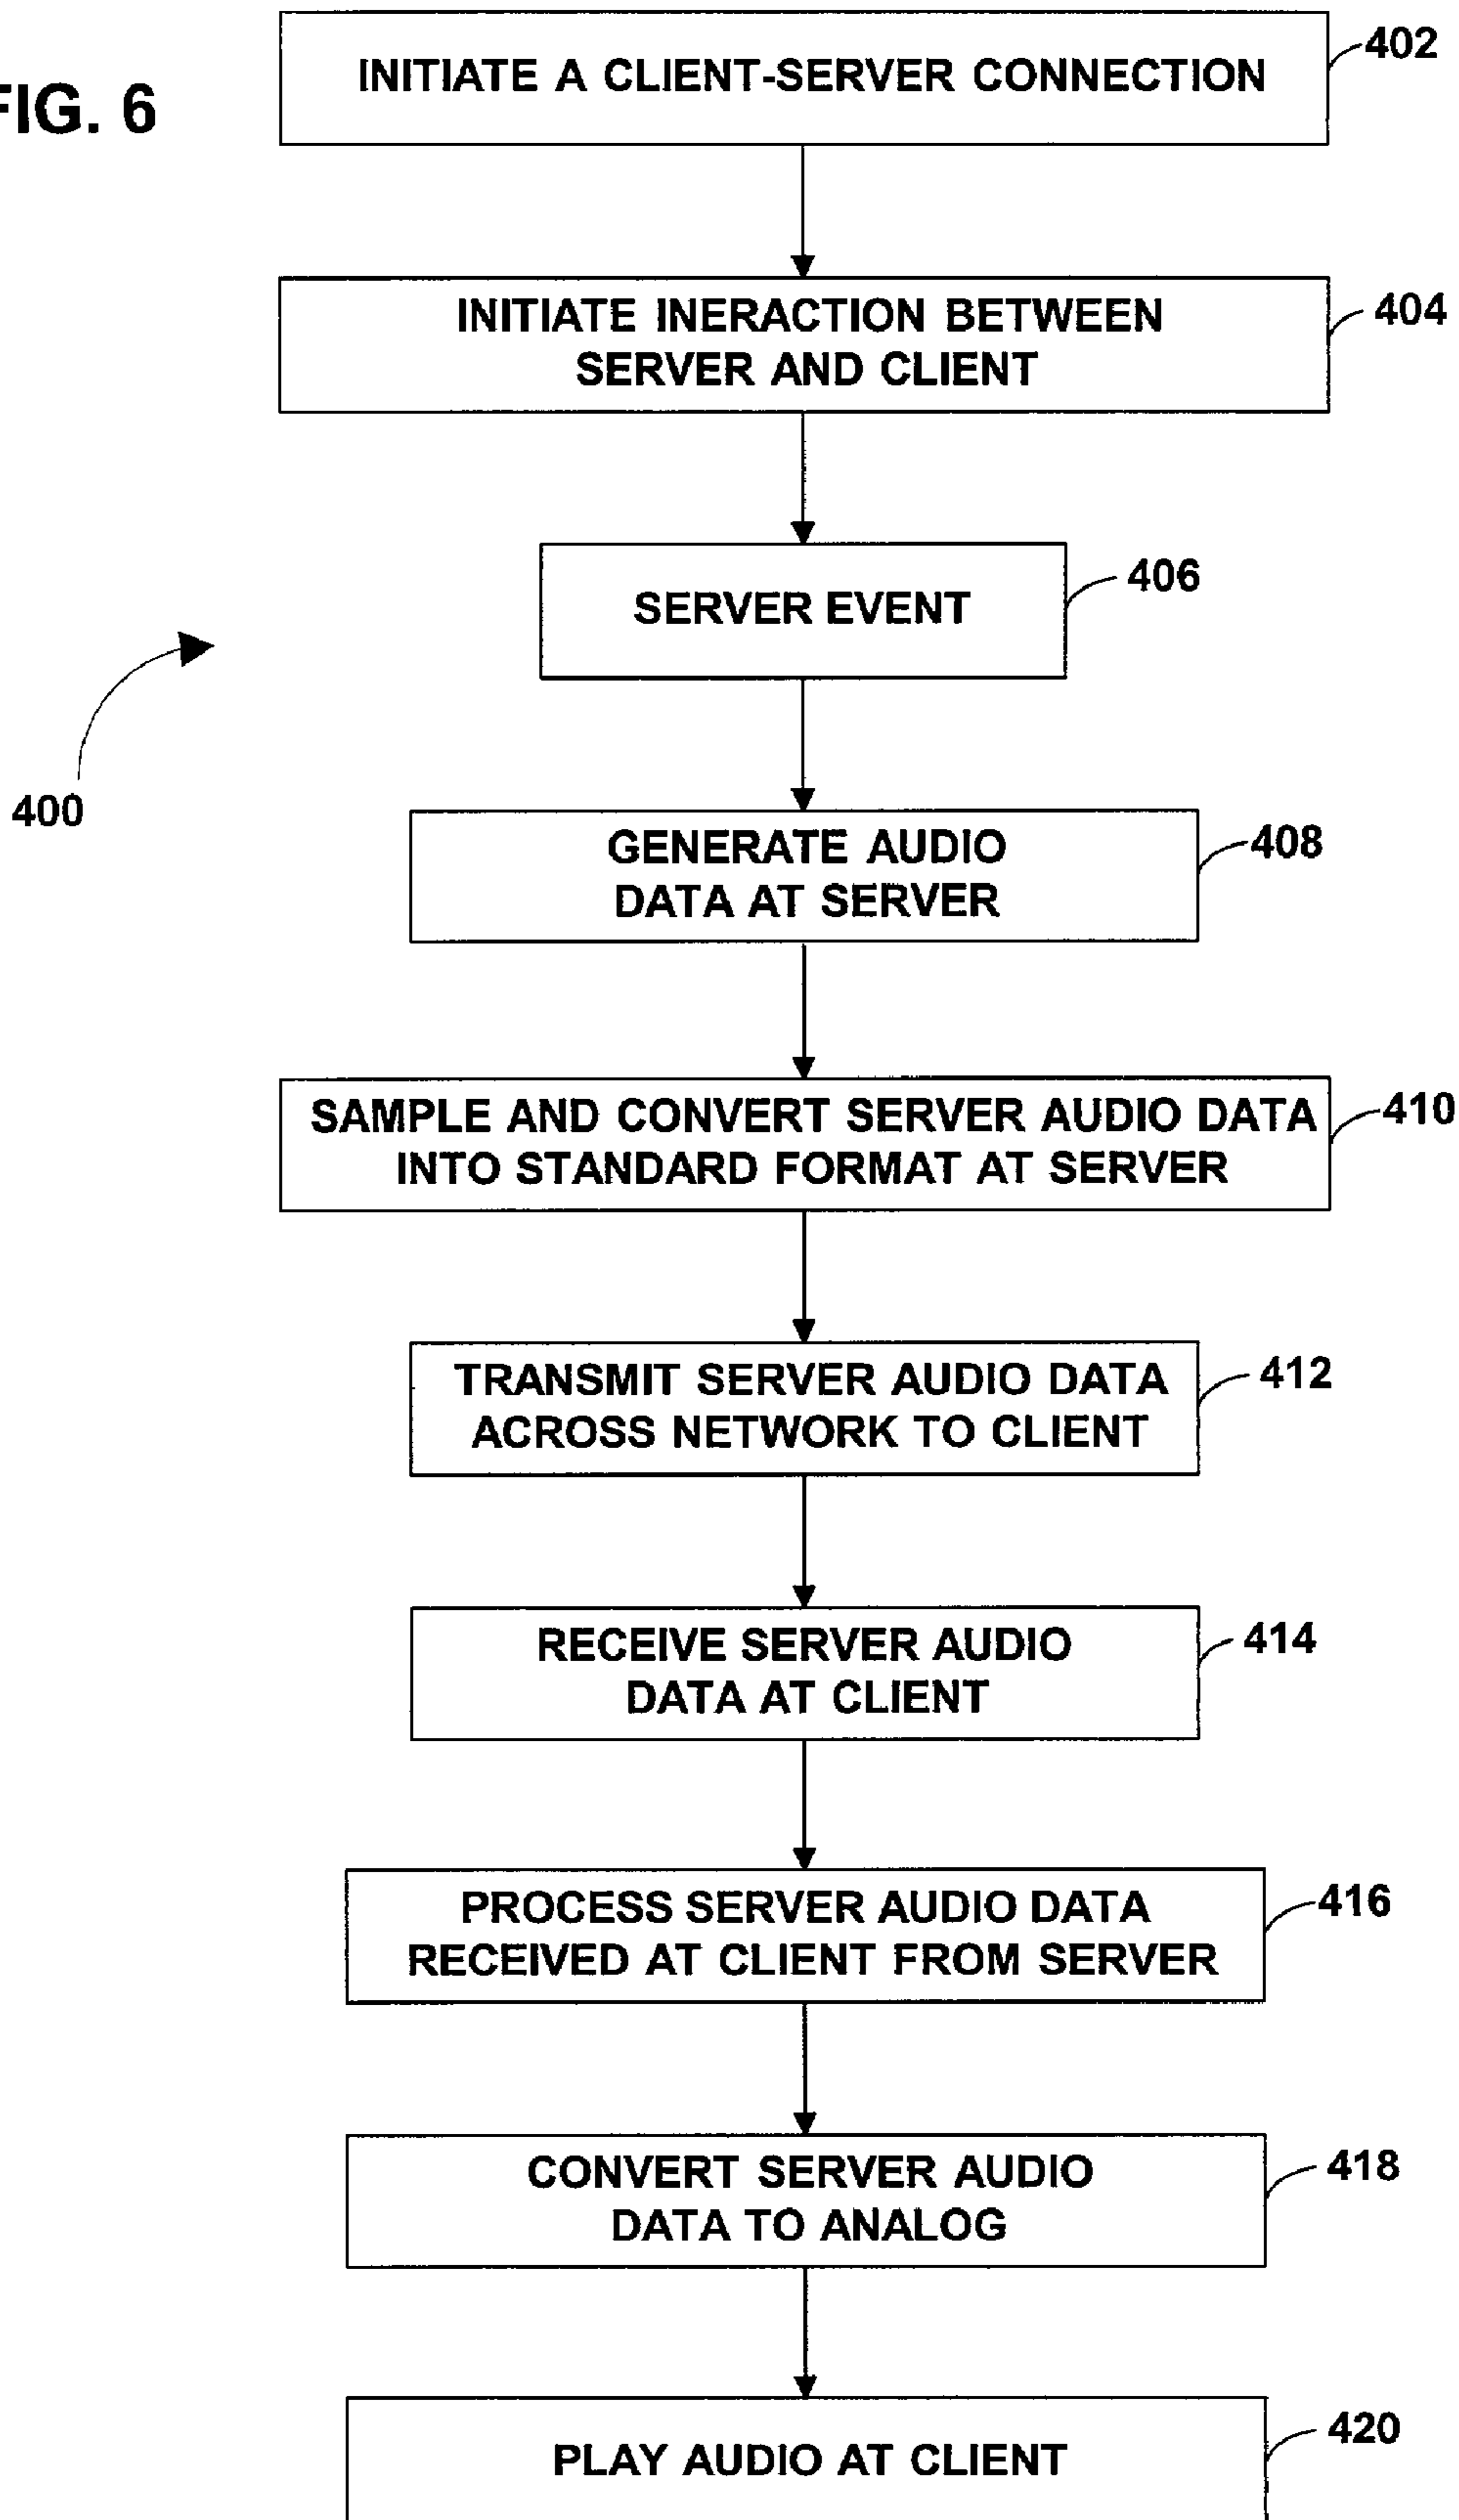 FIG. 6
INITIATE A CLIENT-SERVER CONNECTION
402
INITIATE INERACTION BETWEEN
SERVER AND CLIENT
404
SERVER EVENT
406
400
GENERATE AUDIO
DATA AT SERVER
408
SAMPLE AND CONVERT SERVER AUDIO DATA
INTO STANDARD FORMAT AT SERVER
410
TRANSMIT SERVER AUDIO DATA
ACROSS NETWORK TO CLIENT
412
RECEIVE SERVER AUDIO
DATA AT CLIENT
414
PROCESS SERVER AUDIO DATA
RECEIVED AT CLIENT FROM SERVER
416
CONVERT SERVER AUDIO
DATA TO ANALOG
418
PLAY AUDIO AT CLIENT
420